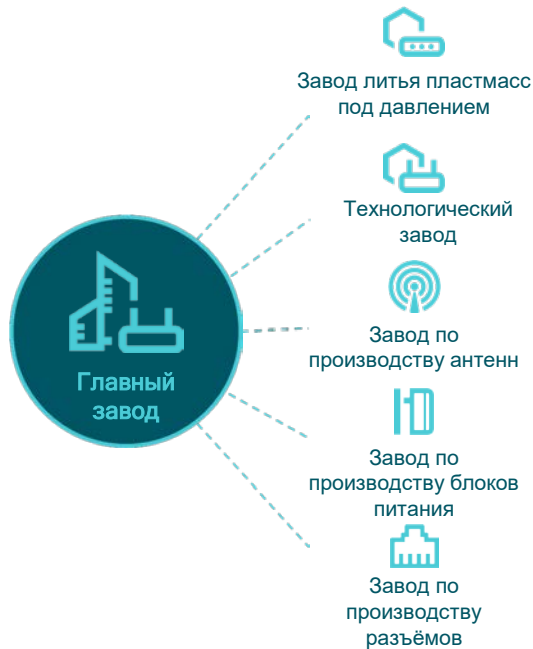 Завод литья пластмасс
под давлением
Технологический
завод
Главный
завод
Завод по
производству антенн
Завод по
производству блоков
питания
Завод по
производству
разъёмов